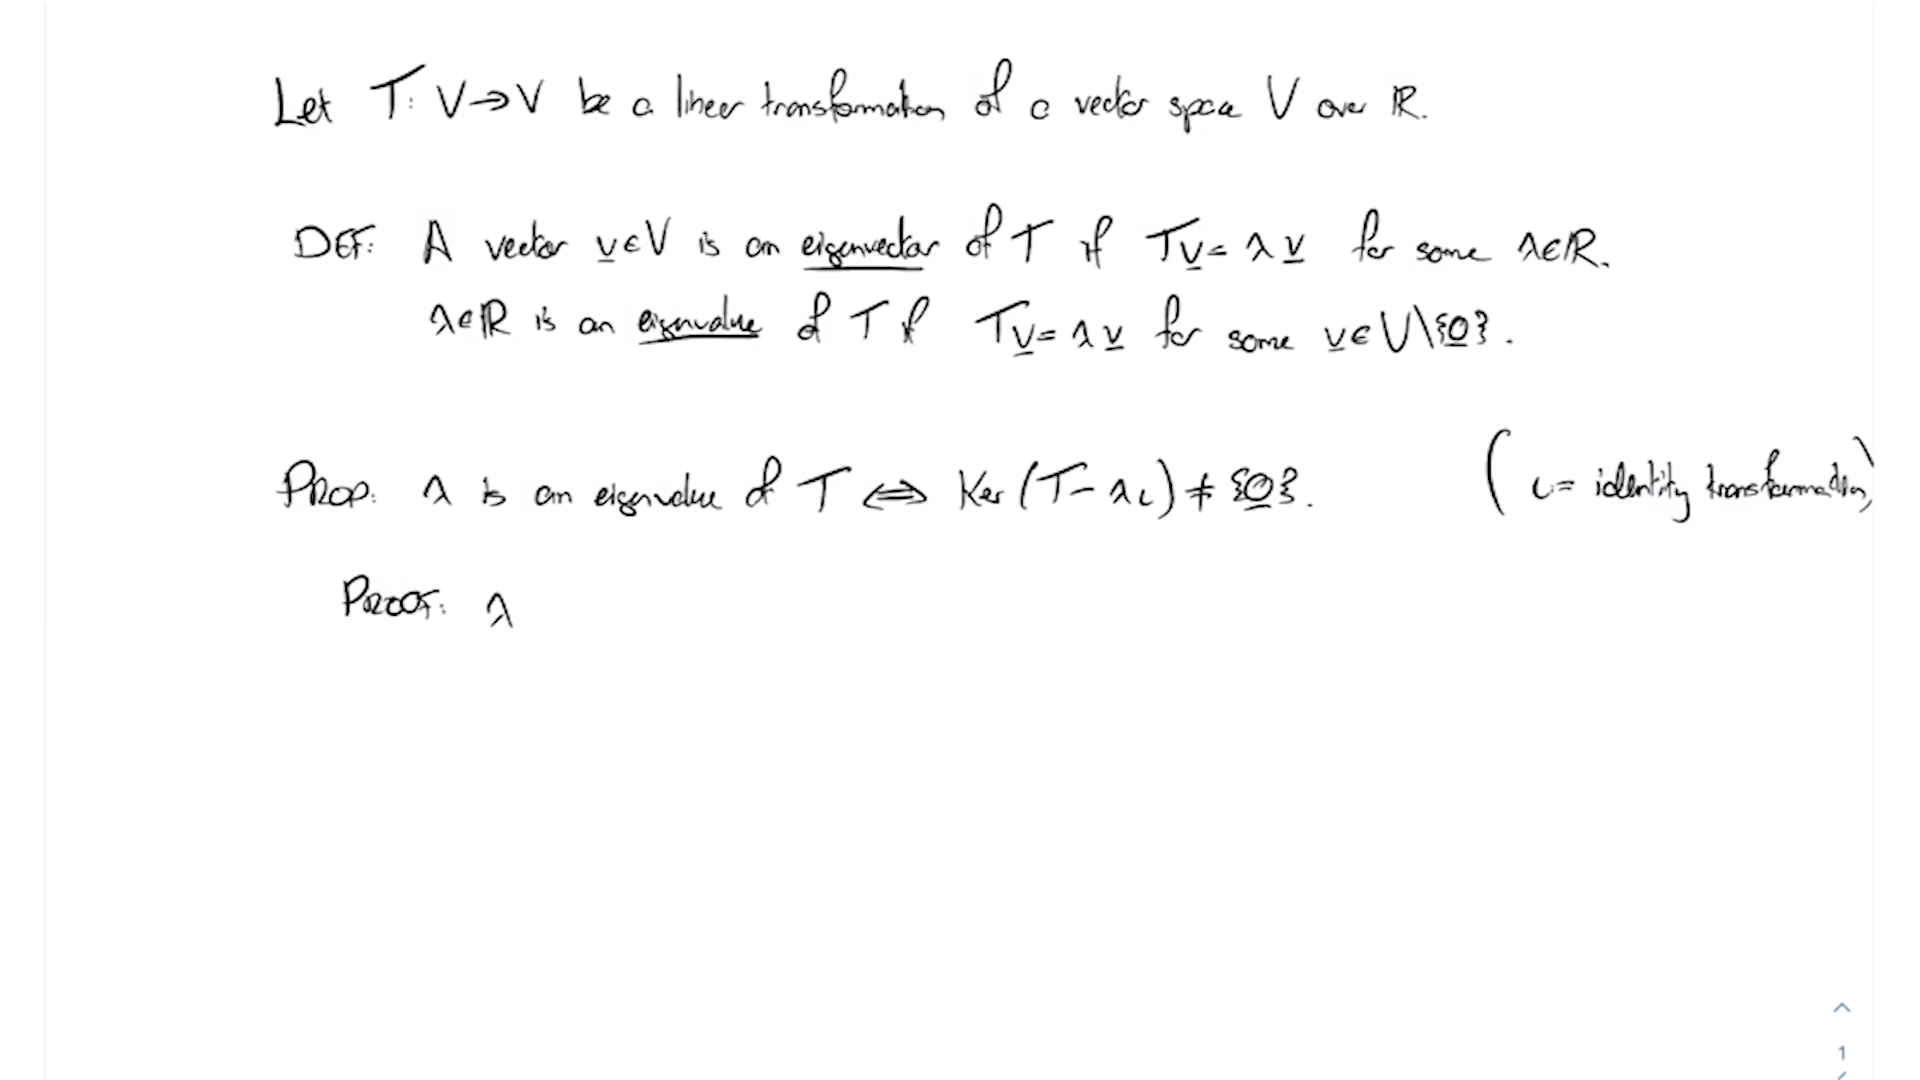 Let T: V→V be a linear transformation of a vector space V over ℝ.
DEF: A vector v∈V is an eigenvector of T if Tv = λv for some λ∈ℝ.
λ∈ℝ is an eigenvalue of T if Tv = λv for some v∈V\{0}.
PROP: λ is an eigenvalue of T ⇔ Ker(T-λι) ≠ {0}. (ι = identity transformation)
PROOF: λ
1